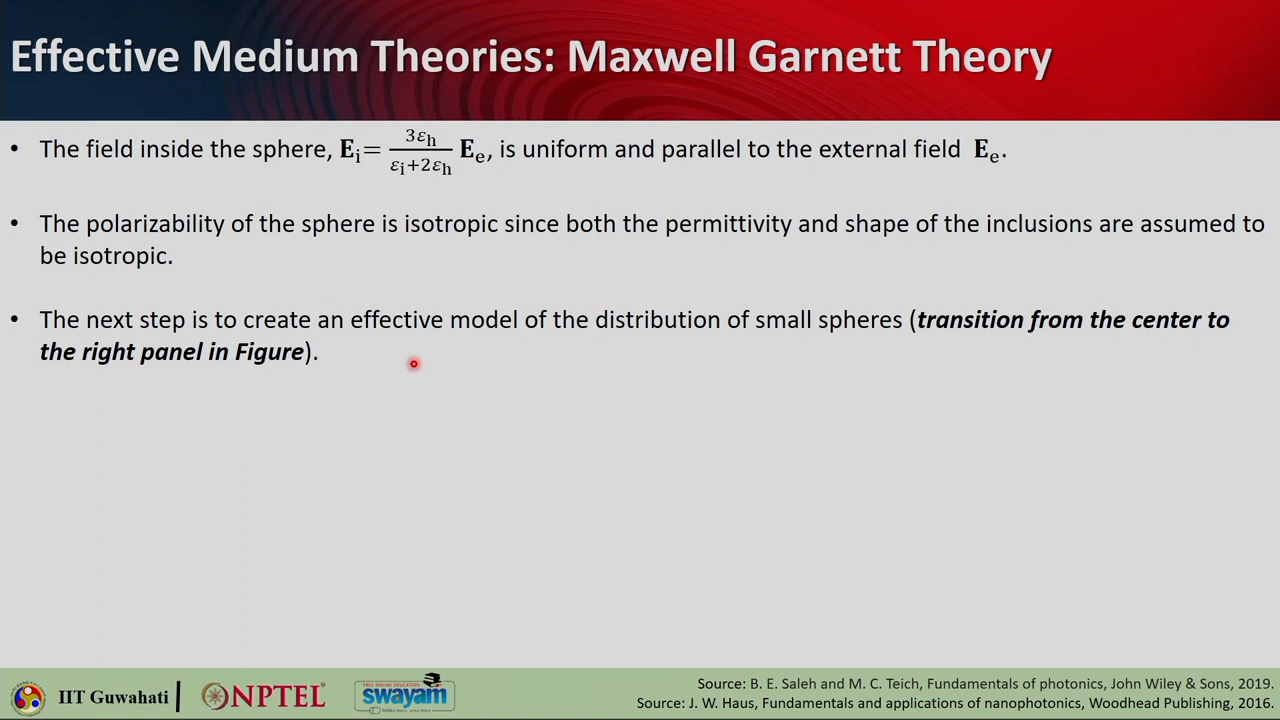 Effective Medium Theories: Maxwell Garnett Theory
• The field inside the sphere, 𝐄ᵢ= 3εₕ/(εᵢ+2εₕ) 𝐄ₑ, is uniform and parallel to the external field 𝐄ₑ.
• The polarizability of the sphere is isotropic since both the permittivity and shape of the inclusions are assumed to
be isotropic.
• The next step is to create an effective model of the distribution of small spheres (transition from the center to
the right panel in Figure).
IIT Guwahati
NPTEL
FREE ONLINE EDUCATION
swayam
Source: B. E. Saleh and M. C. Teich, Fundamentals of photonics, John Wiley & Sons, 2019.
Source: J. W. Haus, Fundamentals and applications of nanophotonics, Woodhead Publishing, 2016.